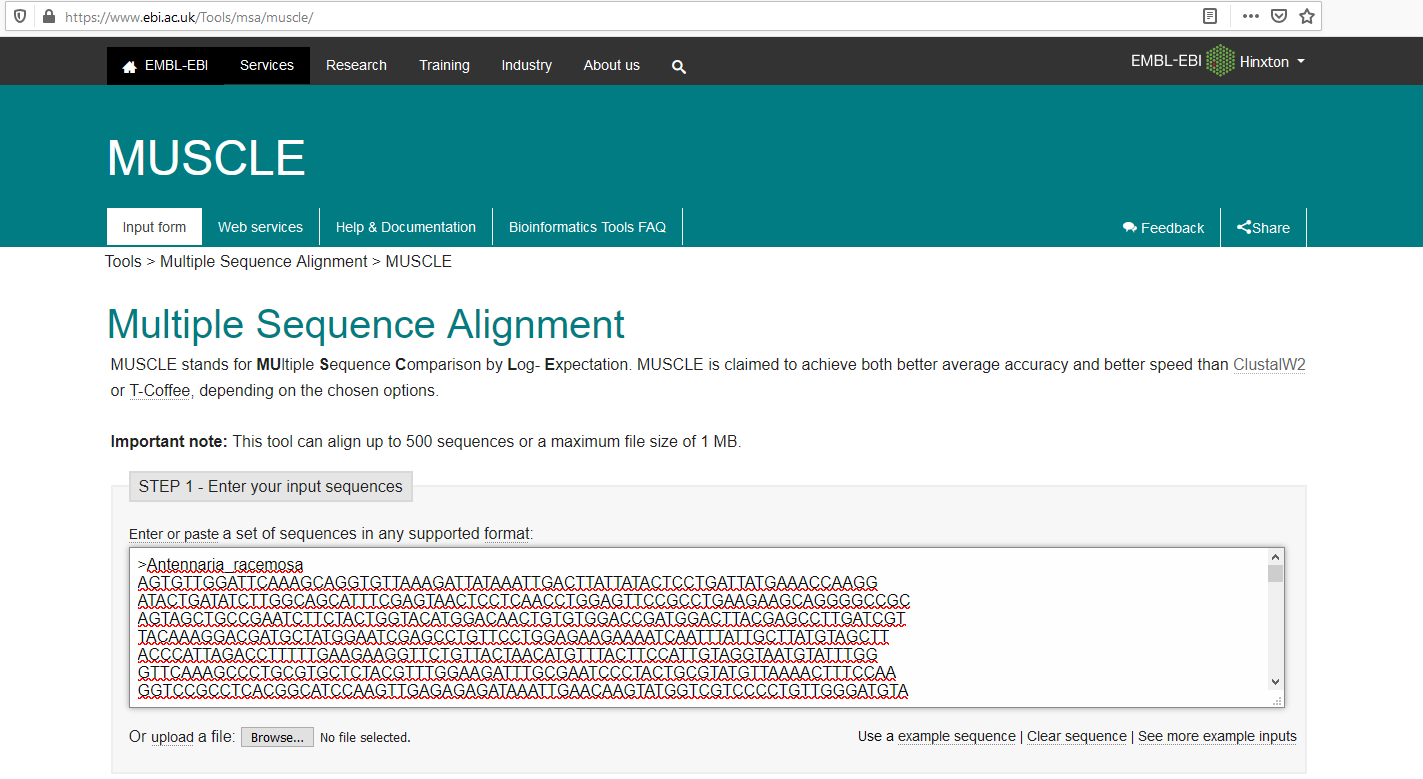 https://www.ebi.ac.uk/Tools/msa/muscle/
EMBL-EBI Services Research Training Industry About us EMBL-EBI Hinxton
MUSCLE
Input form Web services Help & Documentation Bioinformatics Tools FAQ Feedback Share
Tools > Multiple Sequence Alignment > MUSCLE
Multiple Sequence Alignment
MUSCLE stands for MUltiple Sequence Comparison by Log- Expectation. MUSCLE is claimed to achieve both better average accuracy and better speed than ClustalW2
or T-Coffee, depending on the chosen options.
Important note: This tool can align up to 500 sequences or a maximum file size of 1 MB.
STEP 1 - Enter your input sequences
Enter or paste a set of sequences in any supported format:
>Antennaria_racemosa
AGTGTTGGATTCAAAGCAGGTGTTAAAGATTATAAATTGACTTATTATACTCCTGATTATGAAACCAAGG
ATACTGATATCTTGGCAGCATTTCGAGTAACTCCTCAACCTGGAGTTCCGCCTGAAGAAGCAGGGGCCGC
AGTAGCTGCCGAATCTTCTACTGGTACATGGACAACTGTGTGGACCGATGGACTTACGAGCCTTGATCGT
TACAAAGGACGATGCTATGGAATCGAGCCTGTTCCTGGAGAAGAAAATCAATTTATTGCTTATGTAGCTT
ACCCATTAGACCTTTTTGAAGAAGGTTCTGTTACTAACATGTTTACTTCCATTGTAGGTAATGTATTTGG
GTTCAAAGCCCTGCGTGCTCTACGTTTGGAAGATTTGCGAATCCCTACTGCGTATGTTAAAACTTTCCAA
GGTCCGCCTCACGGCATCCAAGTTGAGAGAGATAAATTGAACAAGTATGGTCGTCCCCTGTTGGGATGTA
Or upload a file: Browse... No file selected. Use a example sequence | Clear sequence | See more example inputs